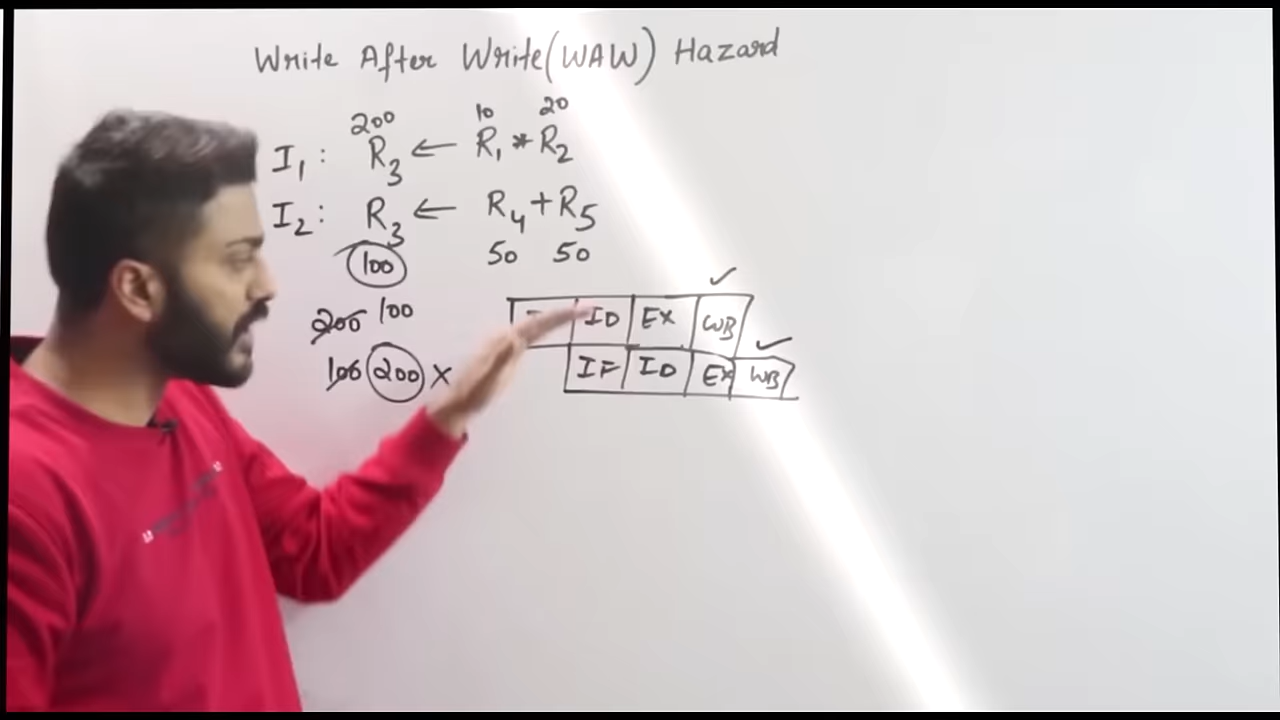 Write After Write(WAW) Hazard
200 10 20
I1: R3 ← R1 * R2
I2: R3 ← R4 + R5
100 50 50
200 100
100 200 X
✓
ID EX WB
✓
IF ID EX WB